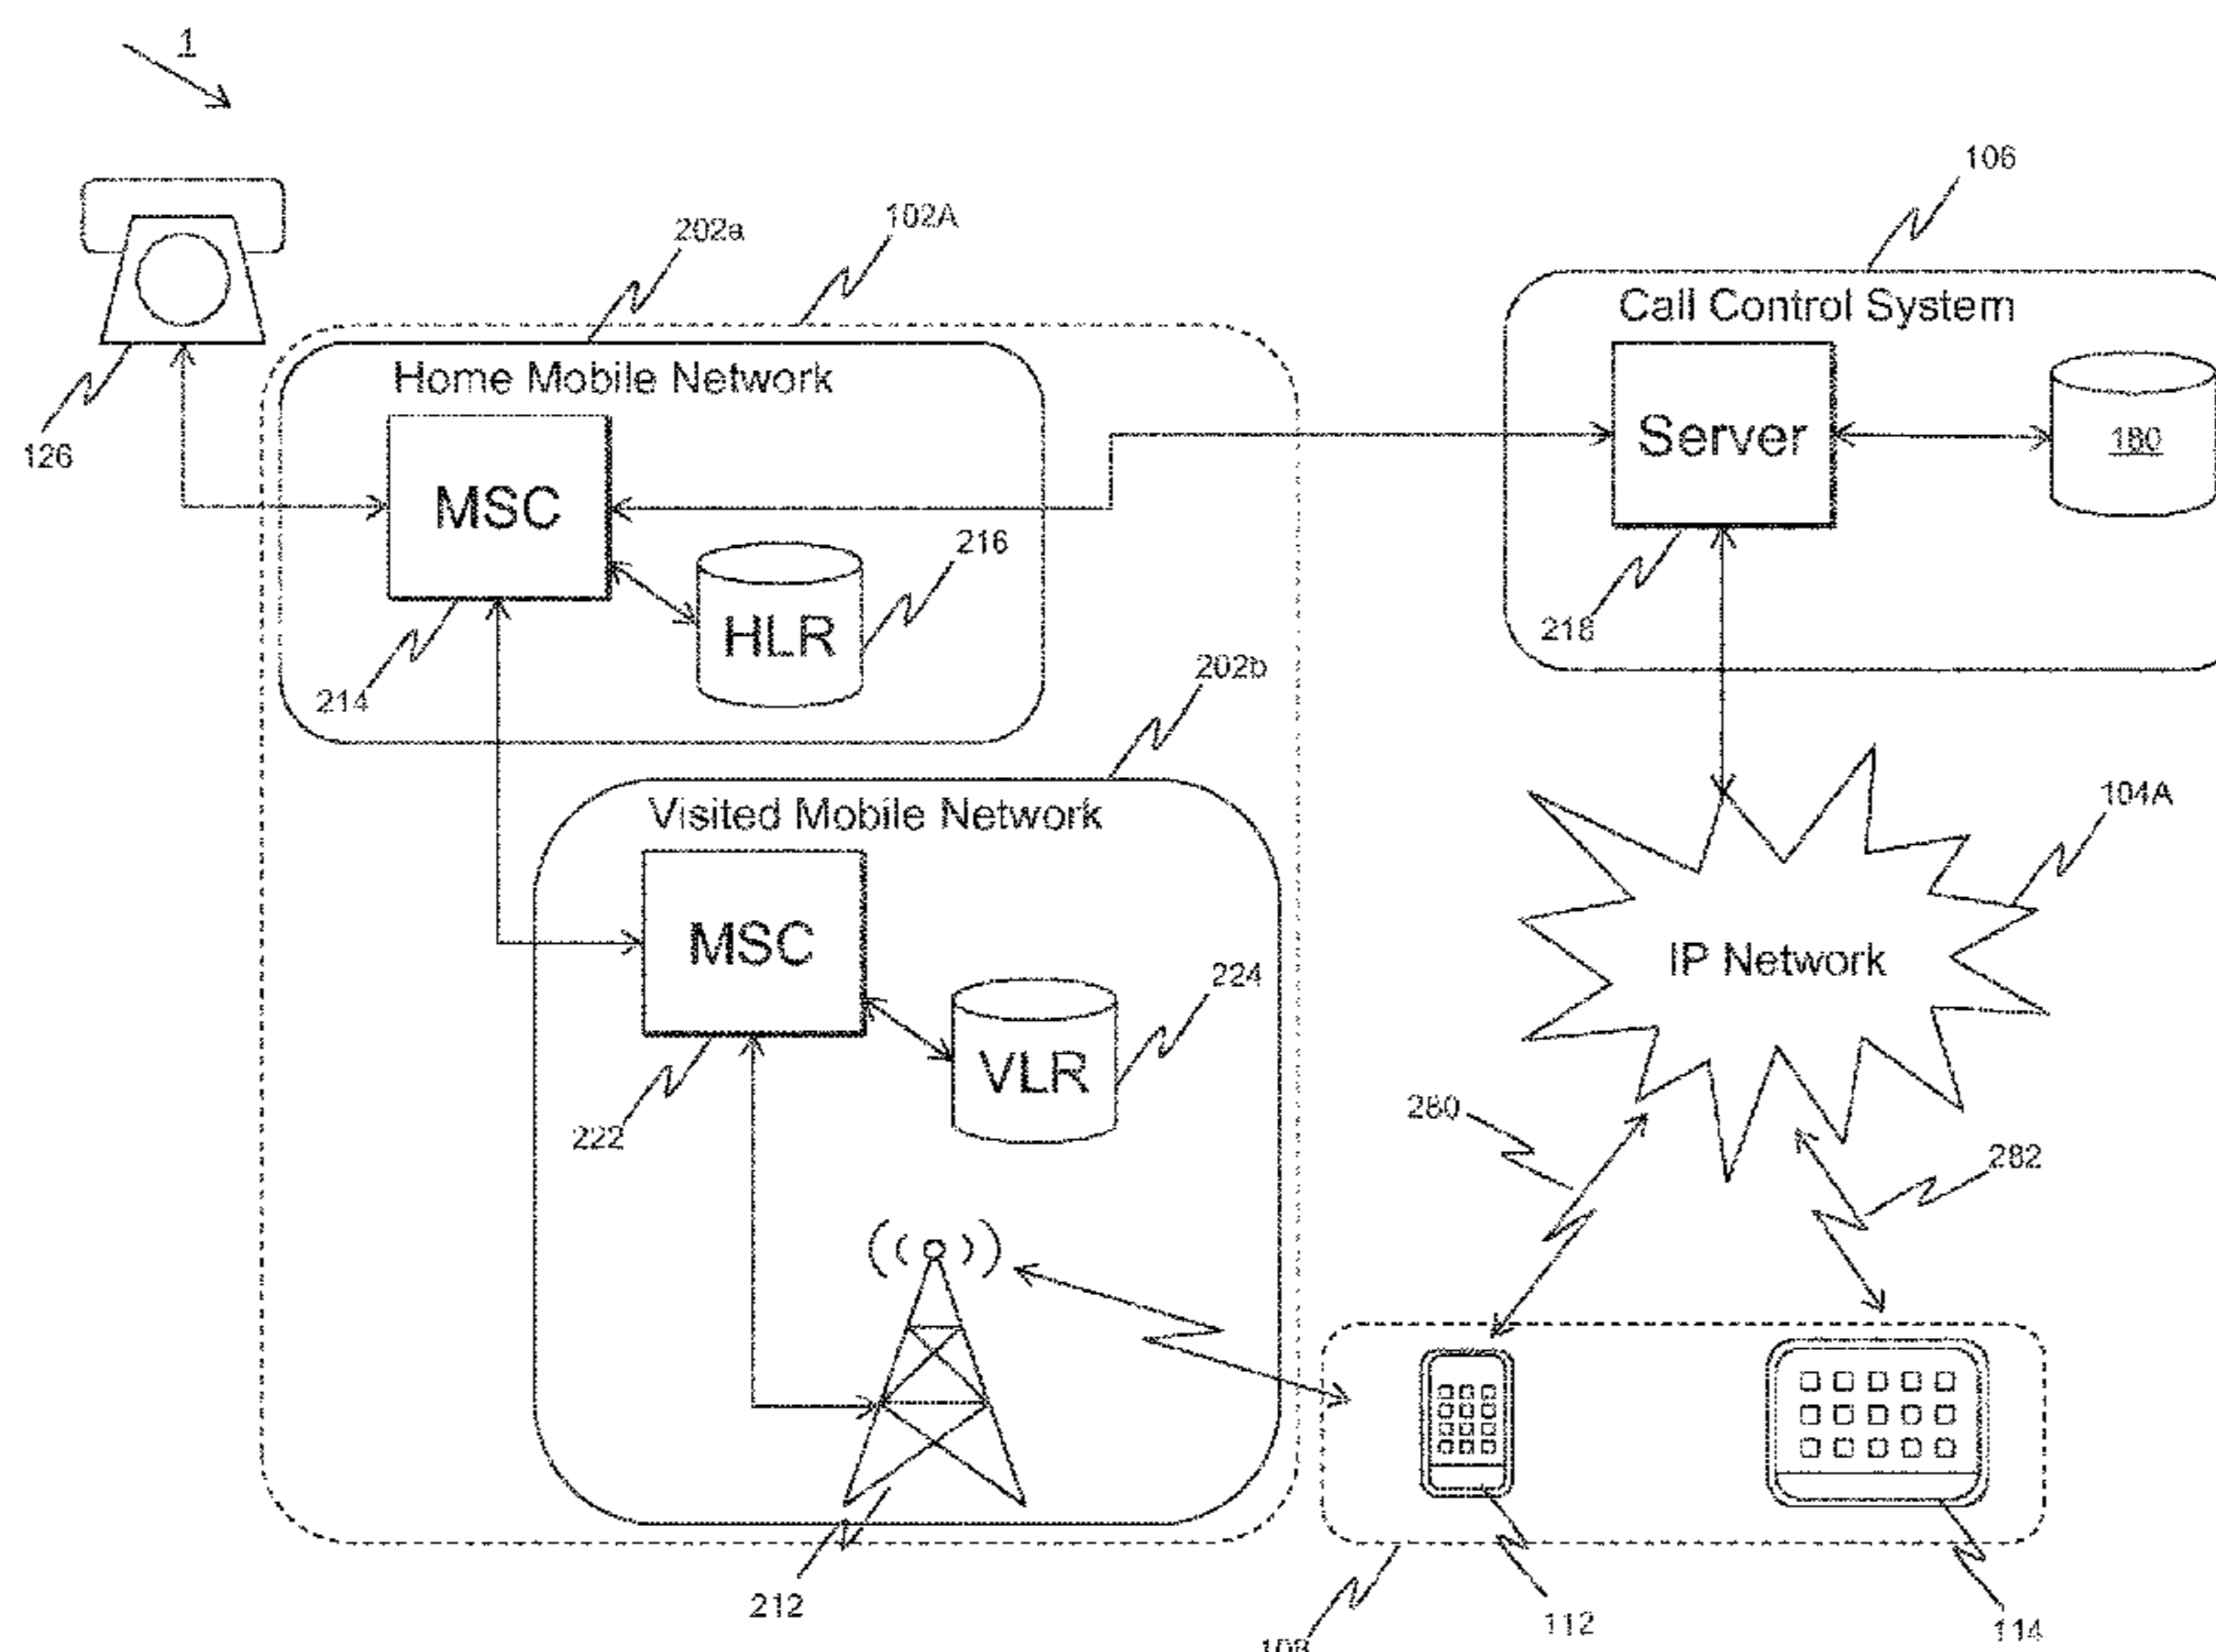 1
106
202a
102A
Call Control System
Home Mobile Network
126
MSC
Server
180
216
HLR
218
214
202b
Visited Mobile Network
104A
MSC
IP Network
224
VLR
222
280
282
212
112
114
108